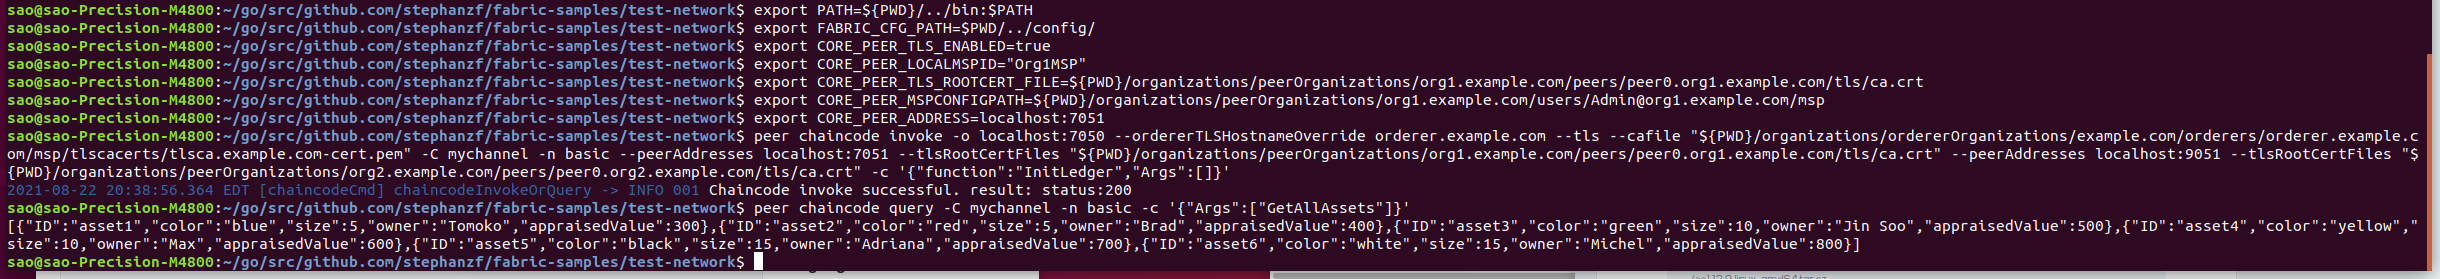 sao@sao-Precision-M4800:~/go/src/github.com/stephanzf/fabric-samples/test-network$ export PATH=${PWD}/../bin:$PATH
sao@sao-Precision-M4800:~/go/src/github.com/stephanzf/fabric-samples/test-network$ export FABRIC_CFG_PATH=$PWD/../config/
sao@sao-Precision-M4800:~/go/src/github.com/stephanzf/fabric-samples/test-network$ export CORE_PEER_TLS_ENABLED=true
sao@sao-Precision-M4800:~/go/src/github.com/stephanzf/fabric-samples/test-network$ export CORE_PEER_LOCALMSPID="Org1MSP"
sao@sao-Precision-M4800:~/go/src/github.com/stephanzf/fabric-samples/test-network$ export CORE_PEER_TLS_ROOTCERT_FILE=${PWD}/organizations/peerOrganizations/org1.example.com/peers/peer0.org1.example.com/tls/ca.crt
sao@sao-Precision-M4800:~/go/src/github.com/stephanzf/fabric-samples/test-network$ export CORE_PEER_MSPCONFIGPATH=${PWD}/organizations/peerOrganizations/org1.example.com/users/Admin@org1.example.com/msp
sao@sao-Precision-M4800:~/go/src/github.com/stephanzf/fabric-samples/test-network$ export CORE_PEER_ADDRESS=localhost:7051
sao@sao-Precision-M4800:~/go/src/github.com/stephanzf/fabric-samples/test-network$ peer chaincode invoke -o localhost:7050 --ordererTLSHostnameOverride orderer.example.com --tls --cafile "${PWD}/organizations/ordererOrganizations/example.com/orderers/orderer.example.c
om/msp/tlscacerts/tlsca.example.com-cert.pem" -C mychannel -n basic --peerAddresses localhost:7051 --tlsRootCertFiles "${PWD}/organizations/peerOrganizations/org1.example.com/peers/peer0.org1.example.com/tls/ca.crt" --peerAddresses localhost:9051 --tlsRootCertFiles "$
{PWD}/organizations/peerOrganizations/org2.example.com/peers/peer0.org2.example.com/tls/ca.crt" -c '{"function":"InitLedger","Args":[]}'
2021-08-22 20:38:56.364 EDT [chaincodeCmd] chaincodeInvokeOrQuery -> INFO 001 Chaincode invoke successful. result: status:200
sao@sao-Precision-M4800:~/go/src/github.com/stephanzf/fabric-samples/test-network$ peer chaincode query -C mychannel -n basic -c '{"Args":["GetAllAssets"]}'
[{"ID":"asset1","color":"blue","size":5,"owner":"Tomoko","appraisedValue":300},{"ID":"asset2","color":"red","size":5,"owner":"Brad","appraisedValue":400},{"ID":"asset3","color":"green","size":10,"owner":"Jin Soo","appraisedValue":500},{"ID":"asset4","color":"yellow","
size":10,"owner":"Max","appraisedValue":600},{"ID":"asset5","color":"black","size":15,"owner":"Adriana","appraisedValue":700},{"ID":"asset6","color":"white","size":15,"owner":"Michel","appraisedValue":800}]
sao@sao-Precision-M4800:~/go/src/github.com/stephanzf/fabric-samples/test-network$